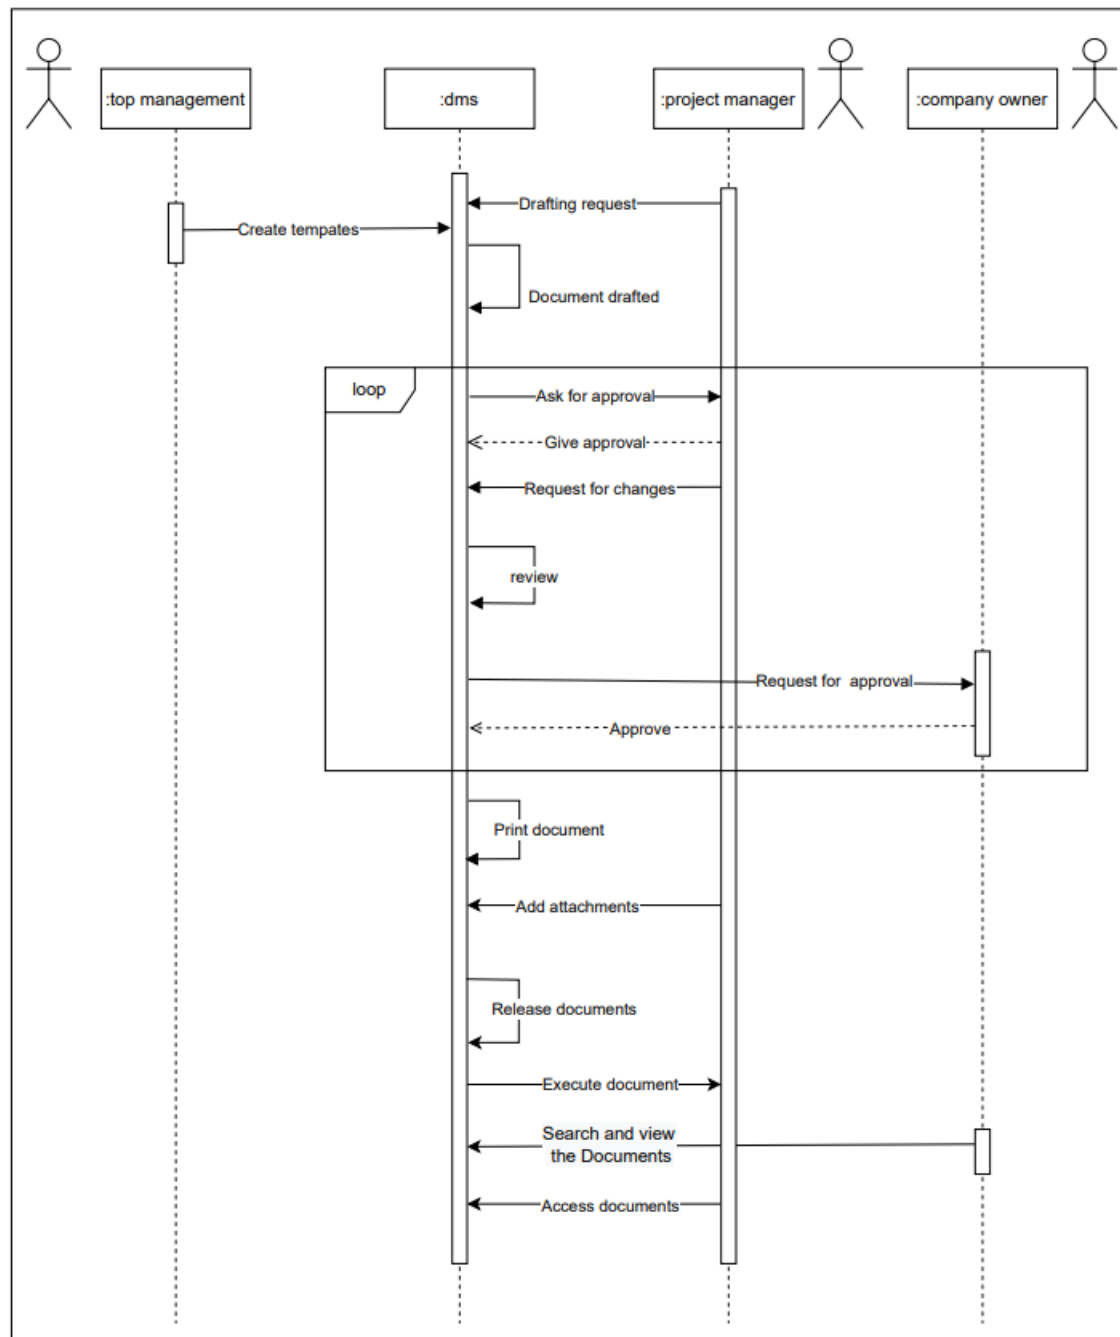 :top management
:dms
:project manager
:company owner
Drafting request
Create tempates
Document drafted
loop
Ask for approval
Give approval
Request for changes
review
Request for  approval
Approve
Print document
Add attachments
Release documents
Execute document
Search and view
the Documents
Access documents